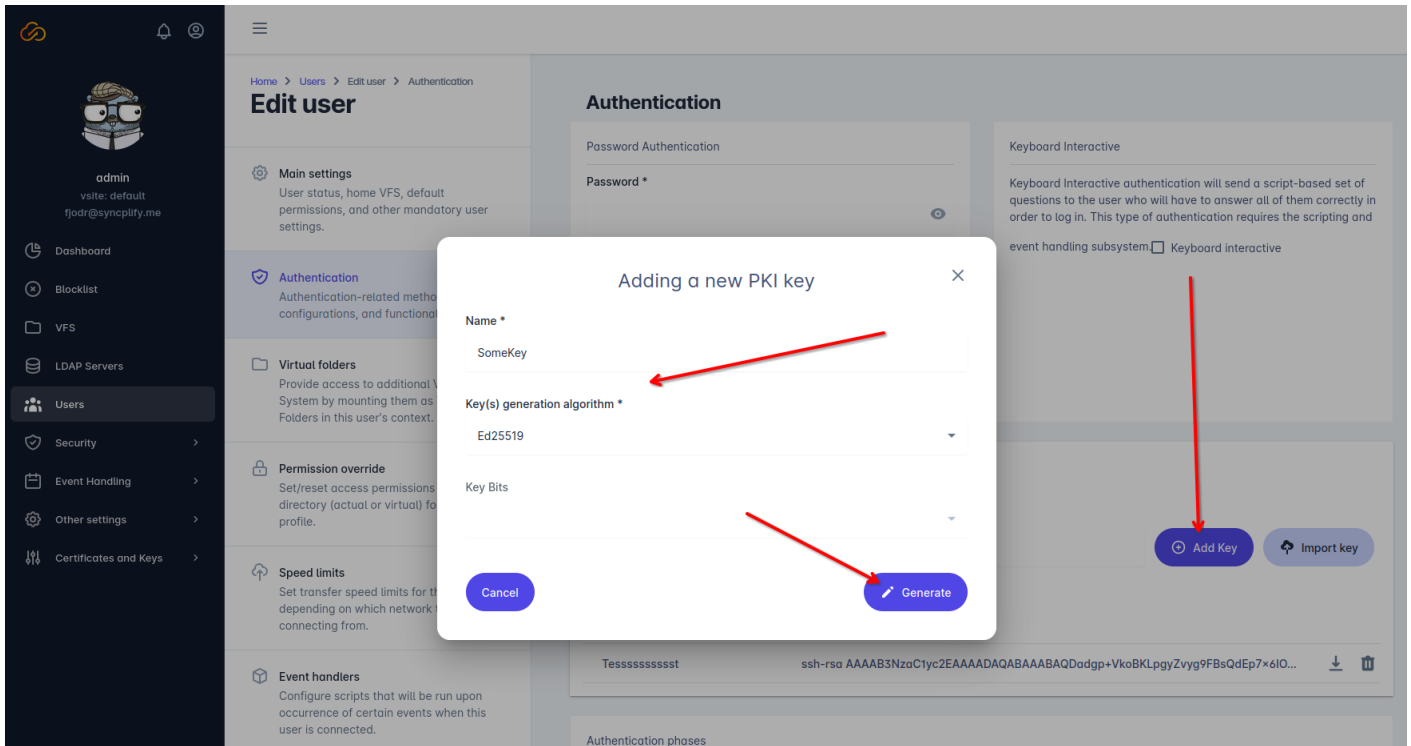 admin
vsite: default
fjodr@syncplify.me
Dashboard
Blocklist
VFS
LDAP Servers
Users
Security
Event Handling
Other settings
Certificates and Keys
Home > Users > Edit user > Authentication
Edit user
Main settings
User status, home VFS, default
permissions, and other mandatory user
settings.
Authentication
Authentication-related metho
configurations, and functional
Virtual folders
Provide access to additional V
System by mounting them as
Folders in this user's context.
Permission override
Set/reset access permissions
directory (actual or virtual) fo
profile.
Speed limits
Set transfer speed limits for th
depending on which network
connecting from.
Event handlers
Configure scripts that will be run upon
occurrence of certain events when this
user is connected.
Authentication
Password Authentication
Password *
Keyboard Interactive
Keyboard Interactive authentication will send a script-based set of
questions to the user who will have to answer all of them correctly in
order to log in. This type of authentication requires the scripting and
event handling subsystem. Keyboard interactive
Adding a new PKI key
Name *
SomeKey
Key(s) generation algorithm *
Ed25519
Key Bits
Cancel
Generate
Add Key
Import key
Tesssssssssst ssh-rsa AAAAB3NzaC1yc2EAAAADAQABAAABAQDadgp+VkoBKLpgyZvyg9FBsQdEp7×6IO...
Authentication phases